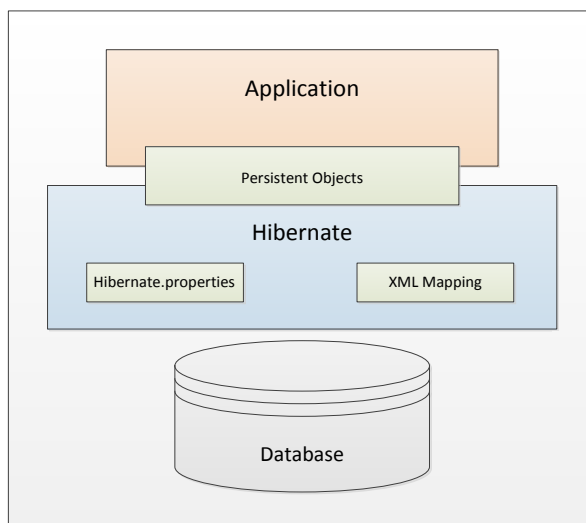 Application
Persistent Objects
Hibernate
Hibernate.properties
XML Mapping
Database